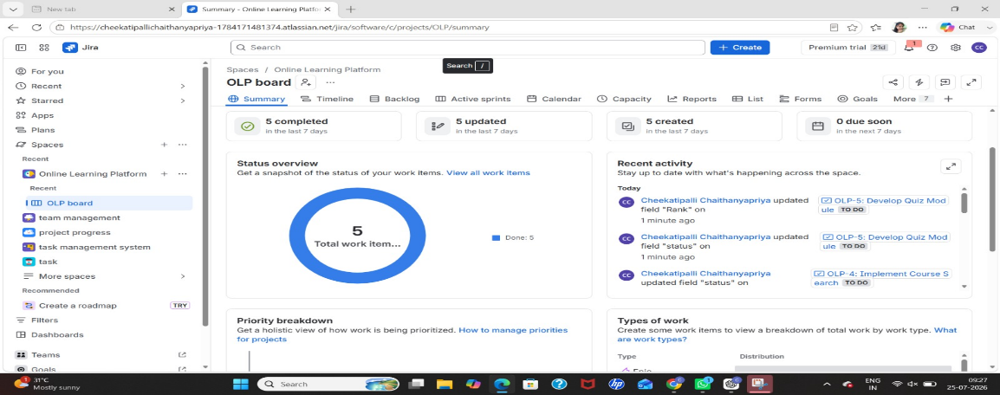 New tab
Summary - Online Learning Platfor
https://cheekatipallichaithanyapriya-1784171481374.atlassian.net/jira/software/c/projects/OLP/summary
Chat
Jira
Search
Create
Premium trial 21d
1
CC
Search /
For you
Recent
Starred
Apps
Plans
Spaces
Recent
Online Learning Platform
Recent
OLP board
team management
project progress
task management system
task
More spaces
Recommended
Create a roadmap TRY
Filters
Dashboards
Teams
Goals
Spaces / Online Learning Platform
OLP board
Summary Timeline Backlog Active sprints Calendar Capacity Reports List Forms Goals More 7
5 completed
in the last 7 days
5 updated
in the last 7 days
5 created
in the last 7 days
0 due soon
in the next 7 days
Status overview
Get a snapshot of the status of your work items. View all work items
5
Total work item...
Done: 5
Recent activity
Stay up to date with what's happening across the space.
Today
CC
Cheekatipalli Chaithanyapriya updated
field "Rank" on
1 minute ago
OLP-5: Develop Quiz Mod
ule TO DO
CC
Cheekatipalli Chaithanyapriya updated
field "status" on
1 minute ago
OLP-5: Develop Quiz Mod
ule TO DO
CC
Cheekatipalli Chaithanyapriya
updated field "status" on
OLP-4: Implement Course S
earch TO DO
Priority breakdown
Get a holistic view of how work is being prioritized. How to manage priorities
for projects
Types of work
Create some work items to view a breakdown of total work by work type. What
are work types?
Type Distribution
Epic
1
31°C
Mostly sunny
Search
hp
1
ENG
IN
09:27
25-07-2026